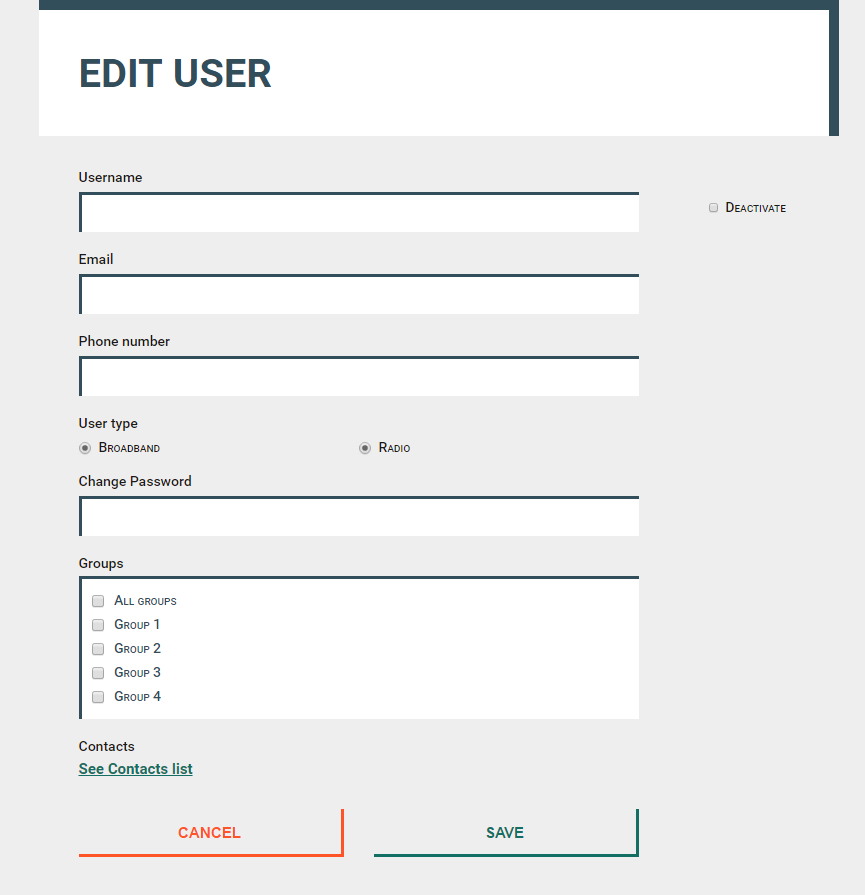 EDIT USER
Username
Deactivate
Email
Phone number
User type
Broadband Radio
Change Password
Groups
All groups
Group 1
Group 2
Group 3
Group 4
Contacts
See Contacts list
CANCEL SAVE